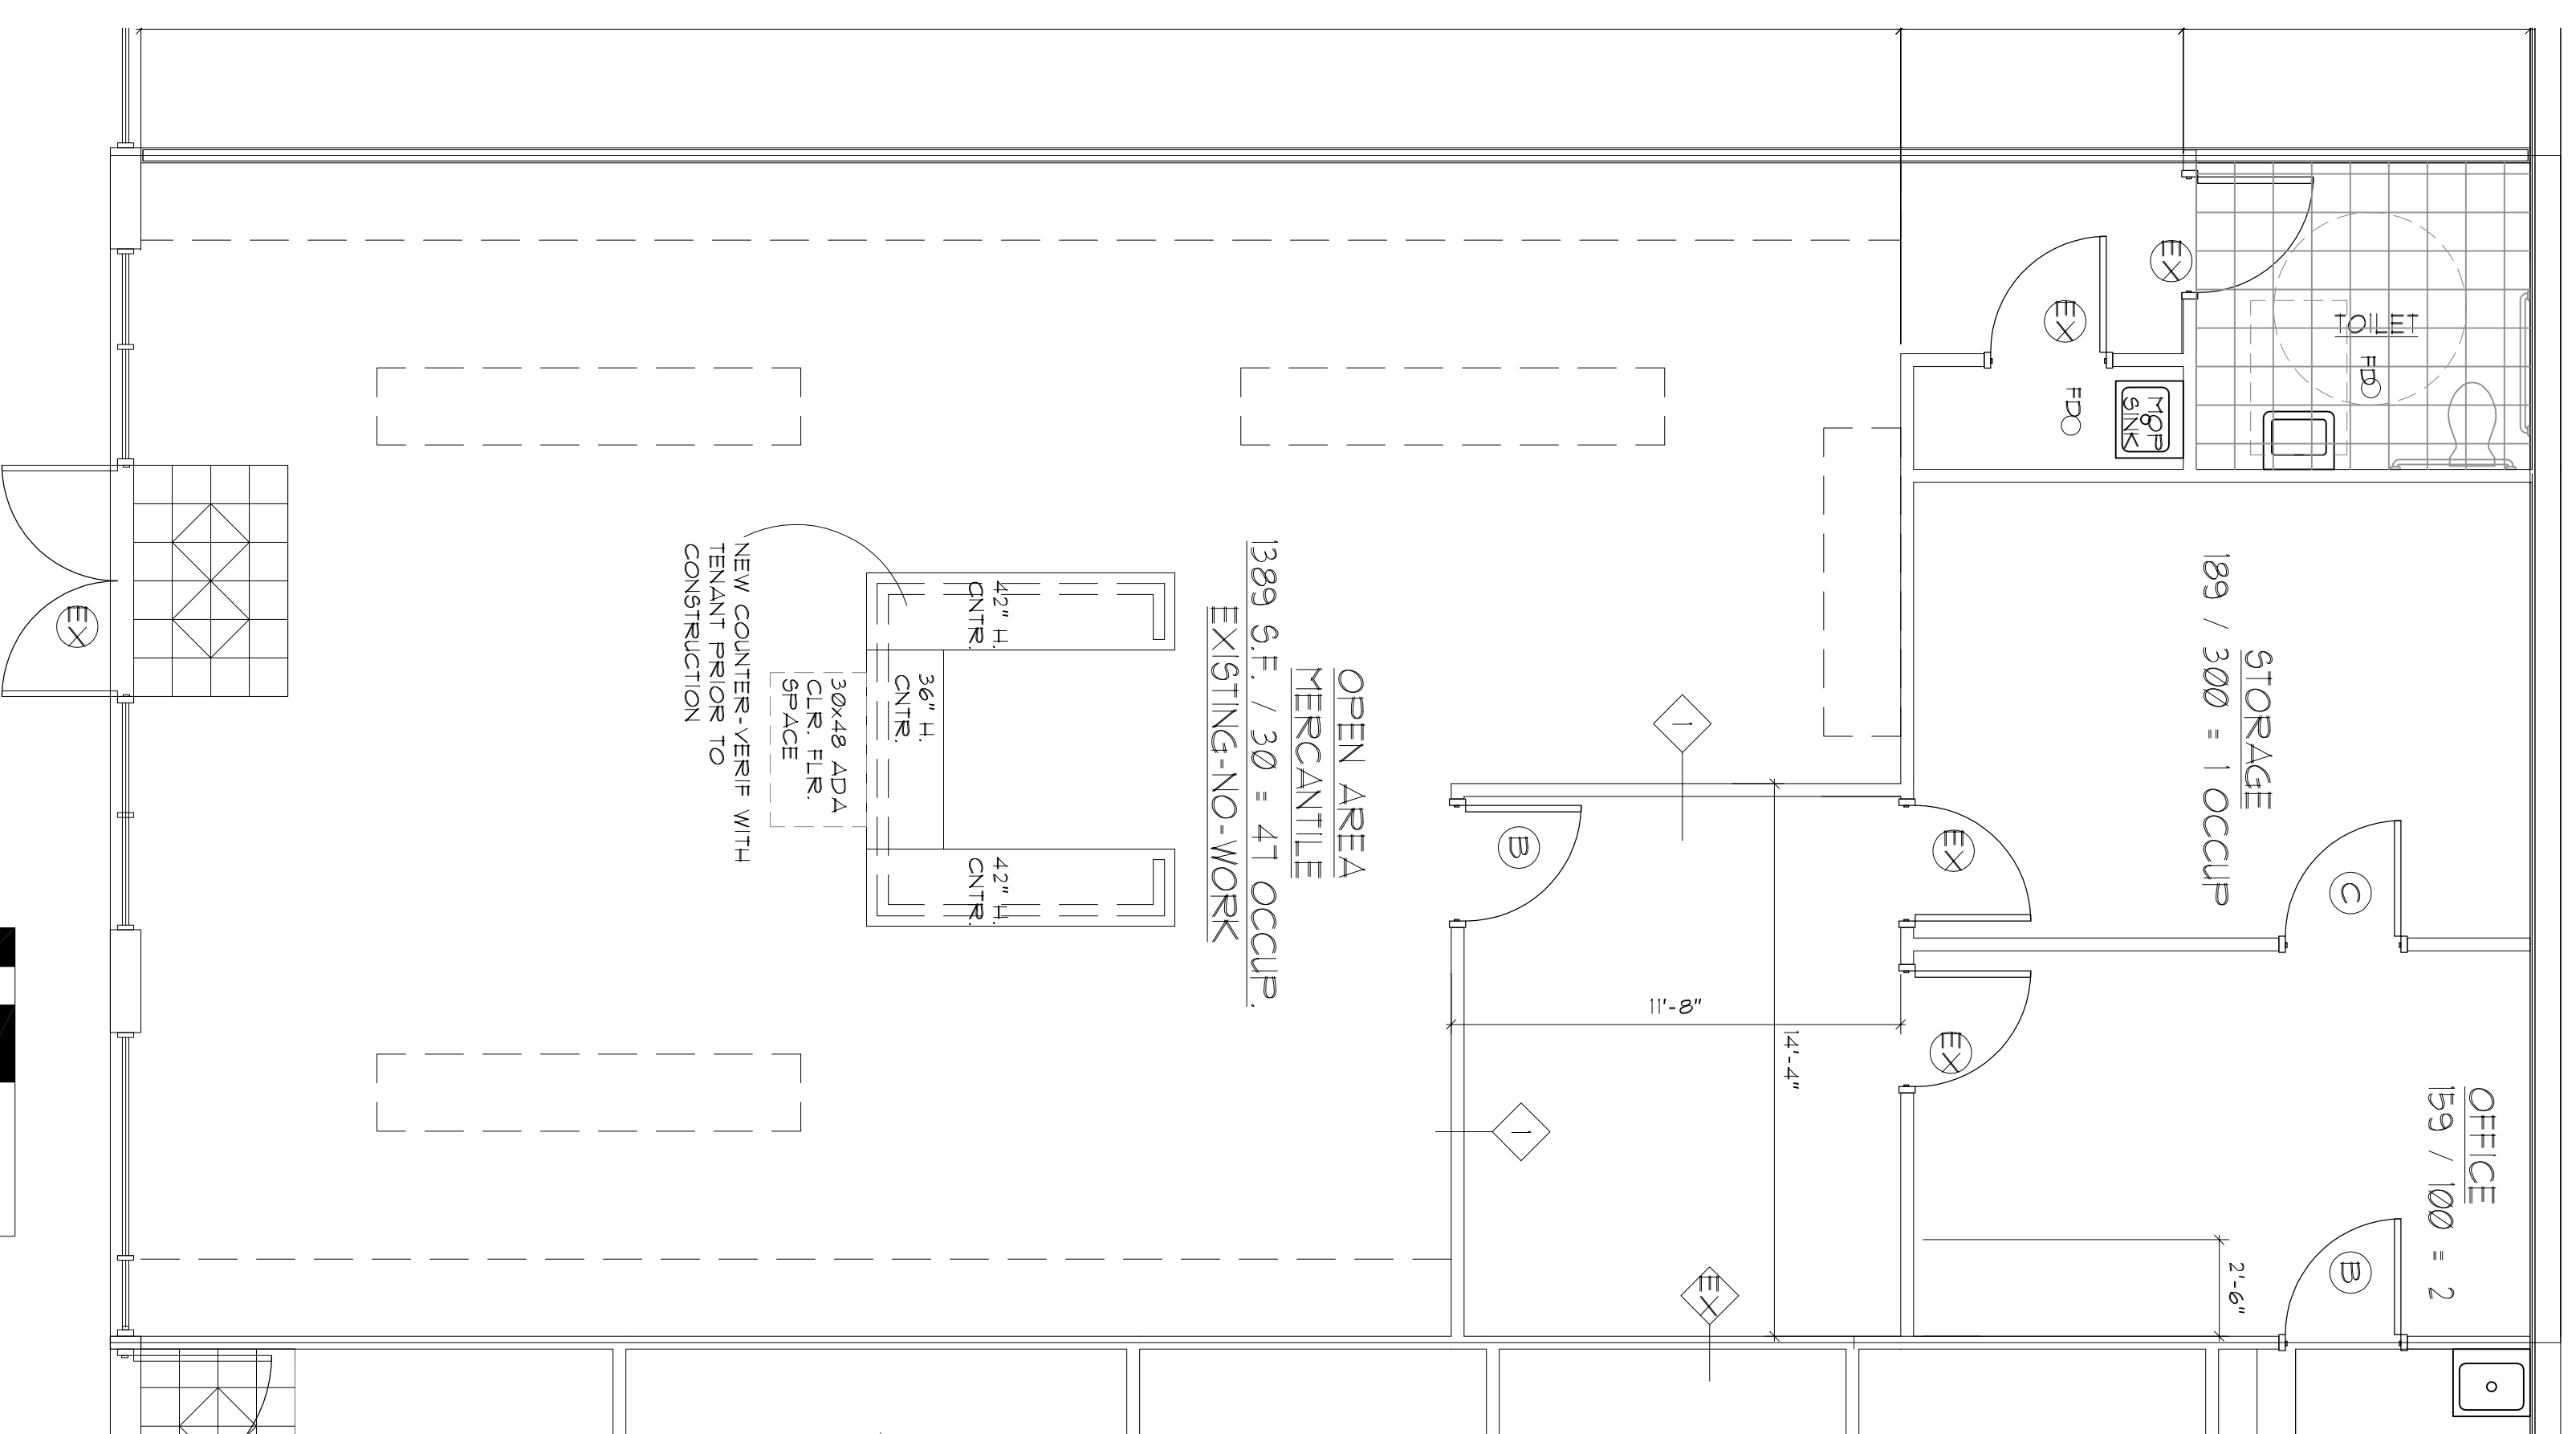 TOILET
FD
EX
EX
FD
MOP
SINK
STORAGE
189 / 300 = 1 OCCUP
OPEN AREA
MERCANTILE
1389 S.F. / 30 = 47 OCCUP.
EXISTING-NO-WORK
42" H.
CNTR.
36" H.
CNTR.
42" H.
CNTR.
30x48 ADA
CLR. FLR.
SPACE
NEW COUNTER-VERIF WITH
TENANT PRIOR TO
CONSTRUCTION
EX
1
B
EX
C
EX
11'-8"
14'-4"
1
EX
OFFICE
159 / 100 = 2
B
2'-6"